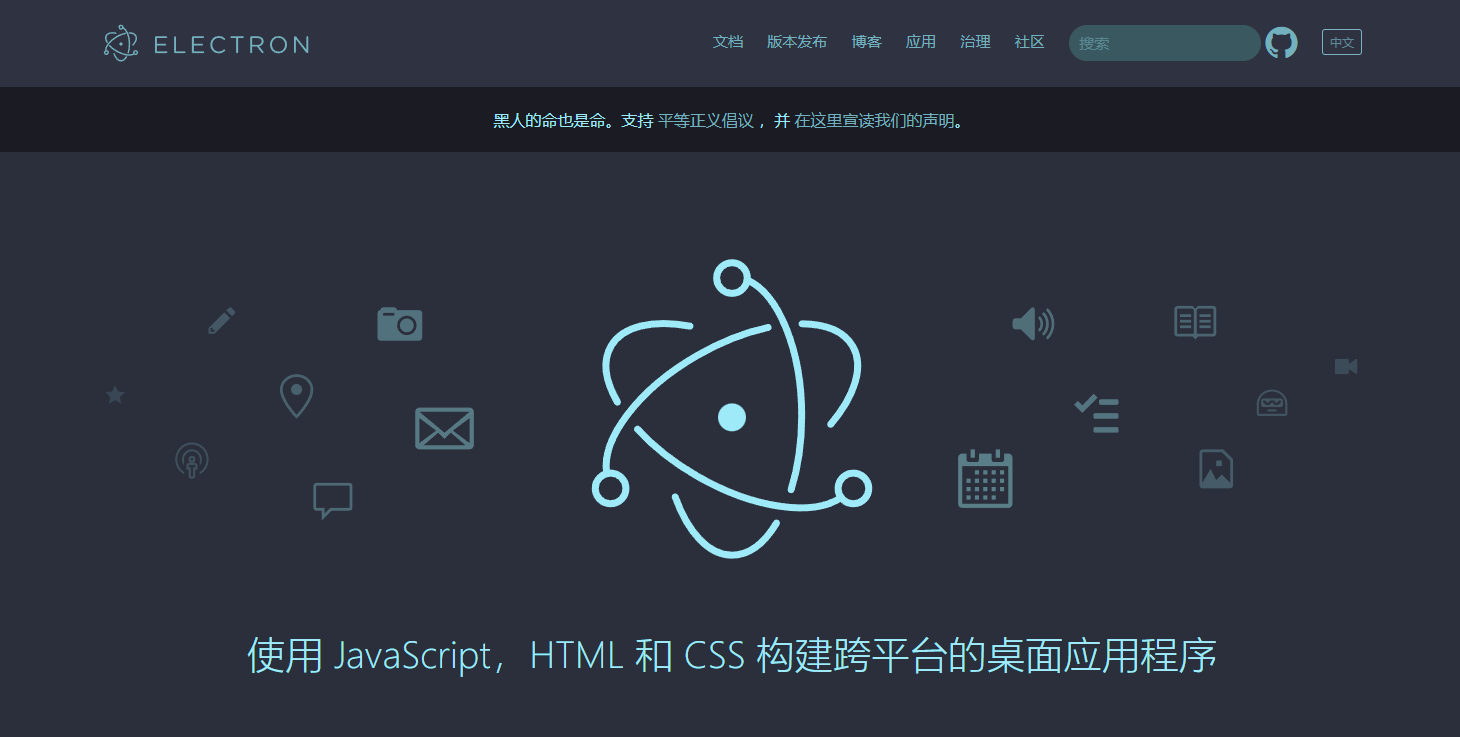 ELECTRON
文档 版本发布 博客 应用 治理 社区 搜索 中文
黑人的命也是命。支持 平等正义倡议 ，并 在这里宣读我们的声明。
使用 JavaScript，HTML 和 CSS 构建跨平台的桌面应用程序